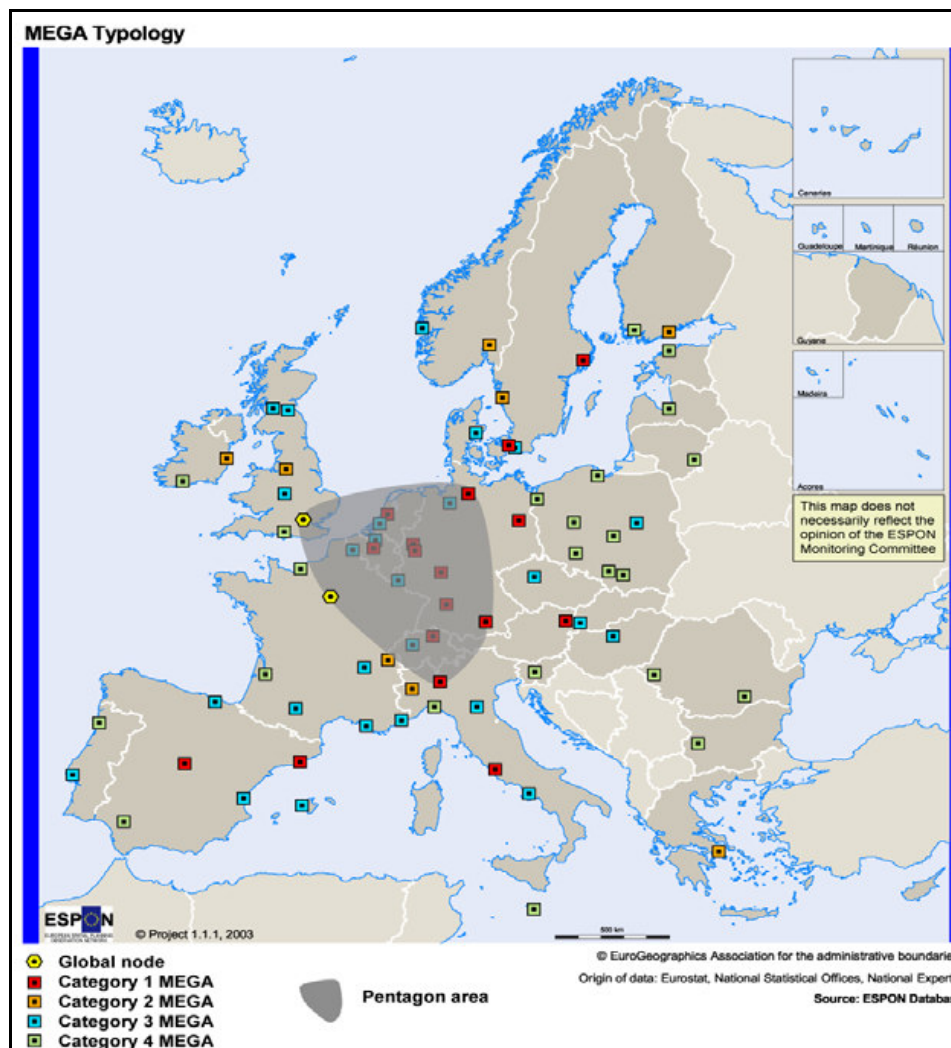 MEGA Typology
Canaries
Guadeloupe
Martinique
Réunion
Guyane
Madeira
Acores
This map does not
necessarily reflect the
opinion of the ESPON
Monitoring Committee
ESPON
© Project 1.1.1, 2003
500 km
© EuroGeographics Association for the administrative boundarie
Origin of data: Eurostat, National Statistical Offices, National Expert
Source: ESPON Databa
Global node
Category 1 MEGA
Category 2 MEGA
Category 3 MEGA
Category 4 MEGA
Pentagon area